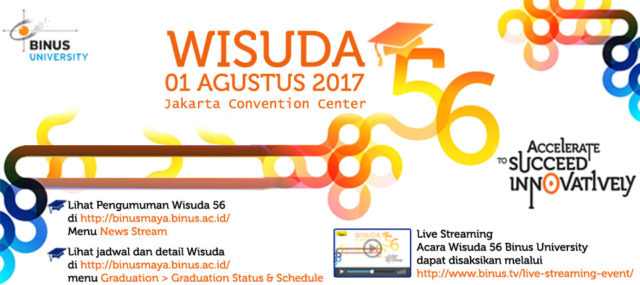 BINUS
UNIVERSITY
WISUDA
01 AGUSTUS 2017
Jakarta Convention Center
56
ACCELERATE
TO SUCCEED
INNOVATIVELY
Lihat Pengumuman Wisuda 56
di http://binusmaya.binus.ac.id/
Menu News Stream
Lihat jadwal dan detail Wisuda
di http://binusmaya.binus.ac.id/
menu Graduation > Graduation Status & Schedule
56
Live Streaming
Acara Wisuda 56 Binus University
dapat disaksikan melalui
http://www.binus.tv/live-streaming-event/